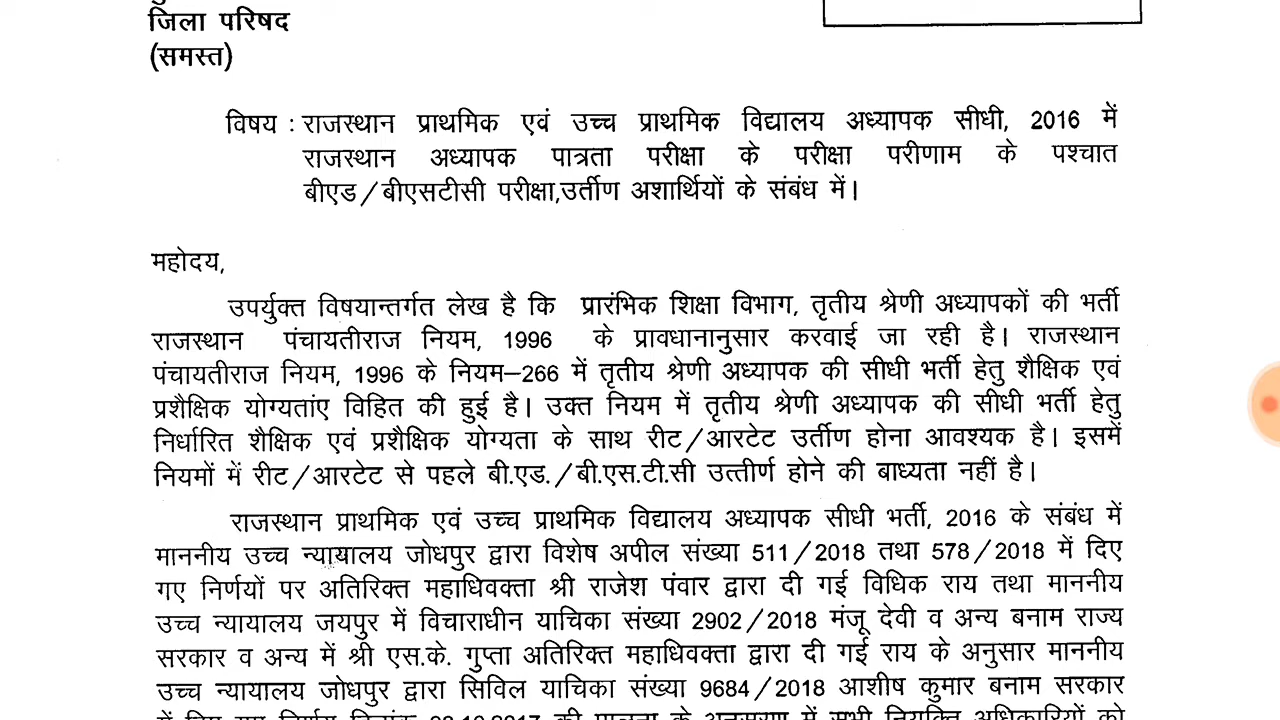 जिला परिषद
(समस्त)
विषय : राजस्थान प्राथमिक एवं उच्च प्राथमिक विद्यालय अध्यापक सीधी, 2016 में
राजस्थान अध्यापक पात्रता परीक्षा के परीक्षा परीणाम के पश्चात
बीएड/बीएसटीसी परीक्षा,उर्तीण अशार्थियों के संबंध में।
महोदय,
उपर्युक्त विषयान्तर्गत लेख है कि प्रारंभिक शिक्षा विभाग, तृतीय श्रेणी अध्यापकों की भर्ती
राजस्थान पंचायतीराज नियम, 1996 के प्रावधानानुसार करवाई जा रही है। राजस्थान
पंचायतीराज नियम, 1996 के नियम–266 में तृतीय श्रेणी अध्यापक की सीधी भर्ती हेतु शैक्षिक एवं
प्रशैक्षिक योग्यतांए विहित की हुई है। उक्त नियम में तृतीय श्रेणी अध्यापक की सीधी भर्ती हेतु
निर्धारित शैक्षिक एवं प्रशैक्षिक योग्यता के साथ रीट/आरटेट उर्तीण होना आवश्यक है। इसमें
नियमों में रीट/आरटेट से पहले बी.एड./बी.एस.टी.सी उत्तीर्ण होने की बाध्यता नहीं है।
राजस्थान प्राथमिक एवं उच्च प्राथमिक विद्यालय अध्यापक सीधी भर्ती, 2016 के संबंध में
माननीय उच्च न्यायालय जोधपुर द्वारा विशेष अपील संख्या 511/2018 तथा 578/2018 में दिए
गए निर्णयों पर अतिरिक्त महाधिवक्ता श्री राजेश पंवार द्वारा दी गई विधिक राय तथा माननीय
उच्च न्यायालय जयपुर में विचाराधीन याचिका संख्या 2902/2018 मंजू देवी व अन्य बनाम राज्य
सरकार व अन्य में श्री एस.के. गुप्ता अतिरिक्त महाधिवक्ता द्वारा दी गई राय के अनुसार माननीय
उच्च न्यायालय जोधपुर द्वारा सिविल याचिका संख्या 9684/2018 आशीष कुमार बनाम सरकार